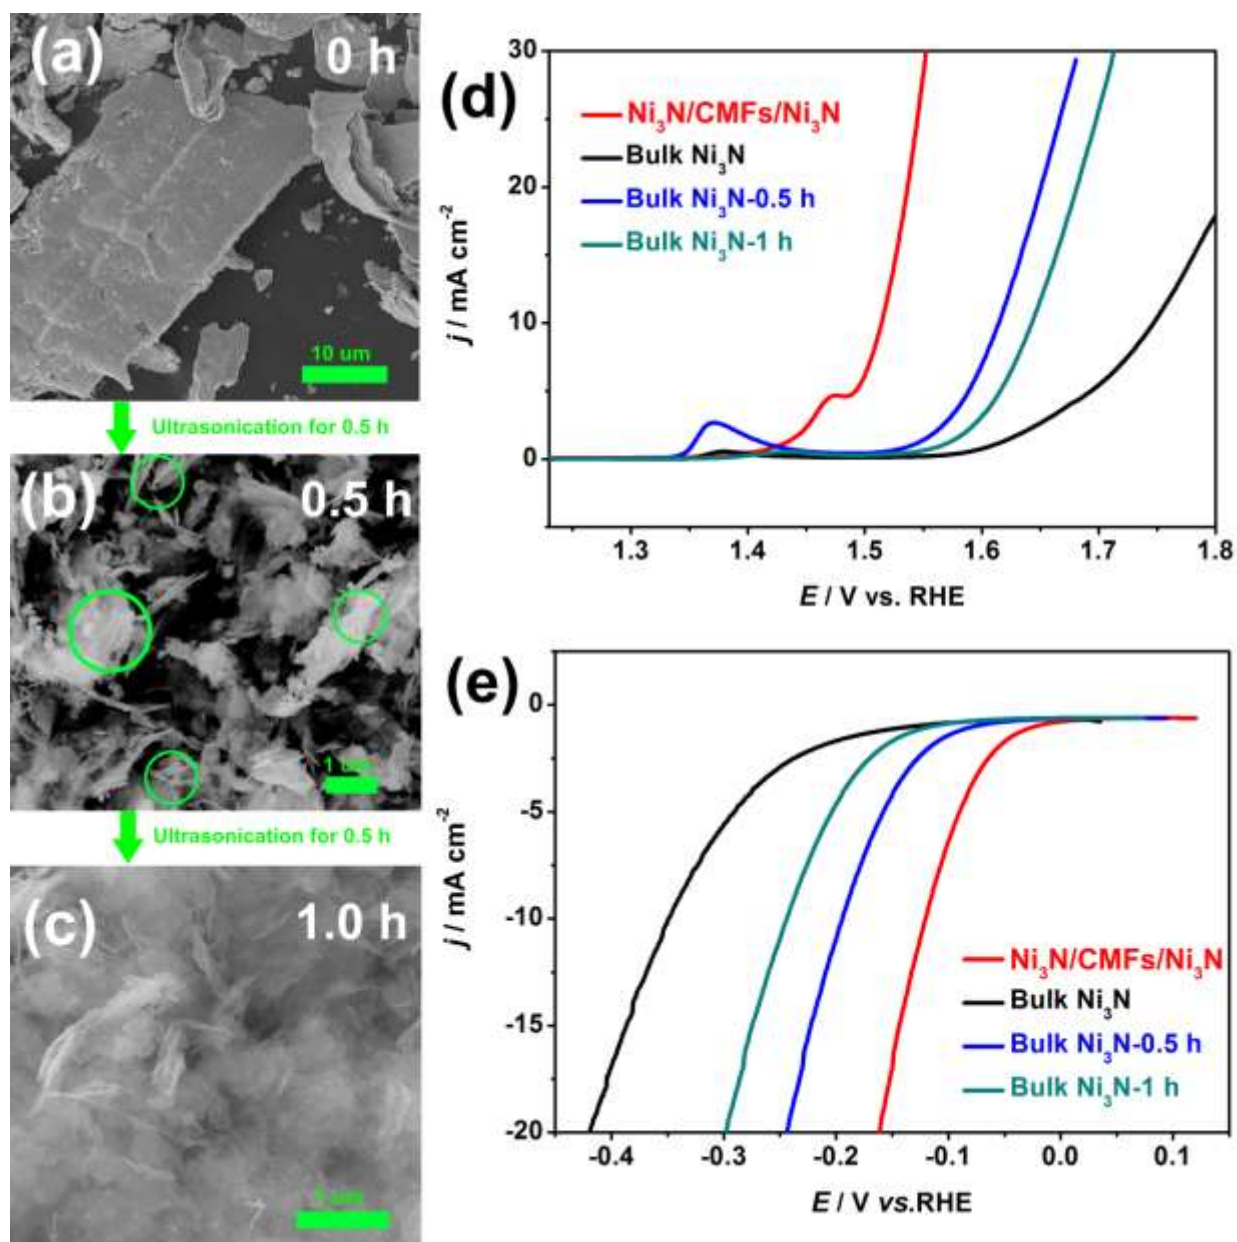 (a)
0 h
10 um
Ultrasonication for 0.5 h
(b)
0.5 h
Ultrasonication for 0.5 h
(c)
1.0 h
(d)
Ni₃N/CMFs/Ni₃N
Bulk Ni₃N
Bulk Ni₃N-0.5 h
Bulk Ni₃N-1 h
30
20
10
0
j / mA cm⁻²
1.3 1.4 1.5 1.6 1.7 1.8
E / V vs. RHE
(e)
0
-5
-10
-15
-20
j / mA cm⁻²
Ni₃N/CMFs/Ni₃N
Bulk Ni₃N
Bulk Ni₃N-0.5 h
Bulk Ni₃N-1 h
-0.4 -0.3 -0.2 -0.1 0.0 0.1
E / V vs.RHE